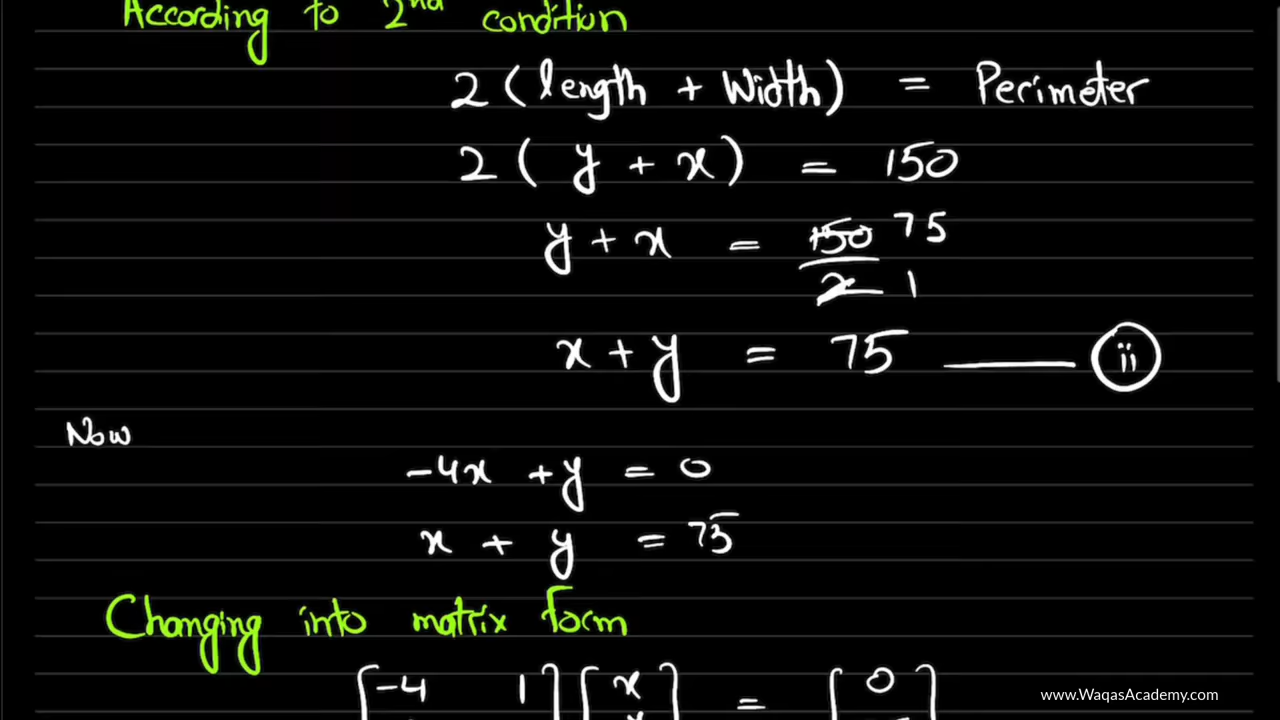 According to 2nd condition
2 (length + Width) = Perimeter
2 ( y + x ) = 150
y + x = 150 75
2 1
x + y = 75 ——— ii
Now
-4x + y = 0
x + y = 75
Changing into matrix form
[-4 1] [x] = [0]
www.WaqasAcademy.com